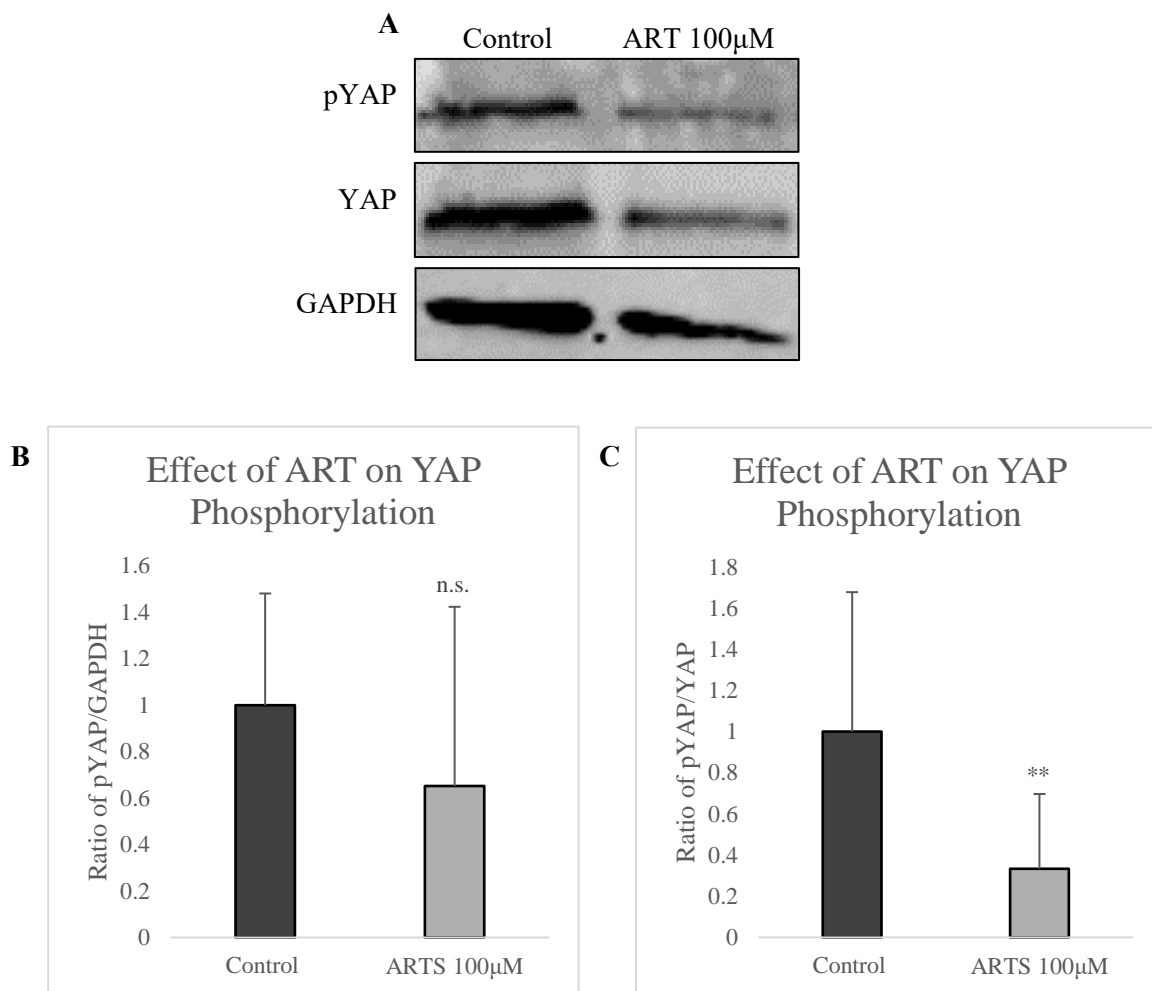 A
Control ART 100μM
pYAP
YAP
GAPDH
B
Effect of ART on YAP
Phosphorylation
Ratio of pYAP/GAPDH
1.6
1.4
1.2
1
0.8
0.6
0.4
0.2
0
n.s.
Control ARTS 100μM
C
Effect of ART on YAP
Phosphorylation
Ratio of pYAP/YAP
1.8
1.6
1.4
1.2
1
0.8
0.6
0.4
0.2
0
**
Control ARTS 100μM